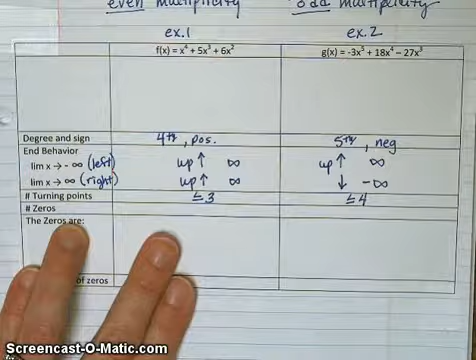 even multiplicity odd multiplicity
ex.1 ex.2
f(x) = x⁴ + 5x³ + 6x² g(x) = -3x⁵ + 18x⁴ – 27x³
Degree and sign 4th, pos. 5th, neg
End Behavior
lim x → - ∞ (left) up ↑ ∞ up ↑ ∞
lim x → ∞ (right) up ↑ ∞ ↓ -∞
# Turning points ≤ 3 ≤ 4
# Zeros
The Zeros are:
of zeros
Screencast-O-Matic.com